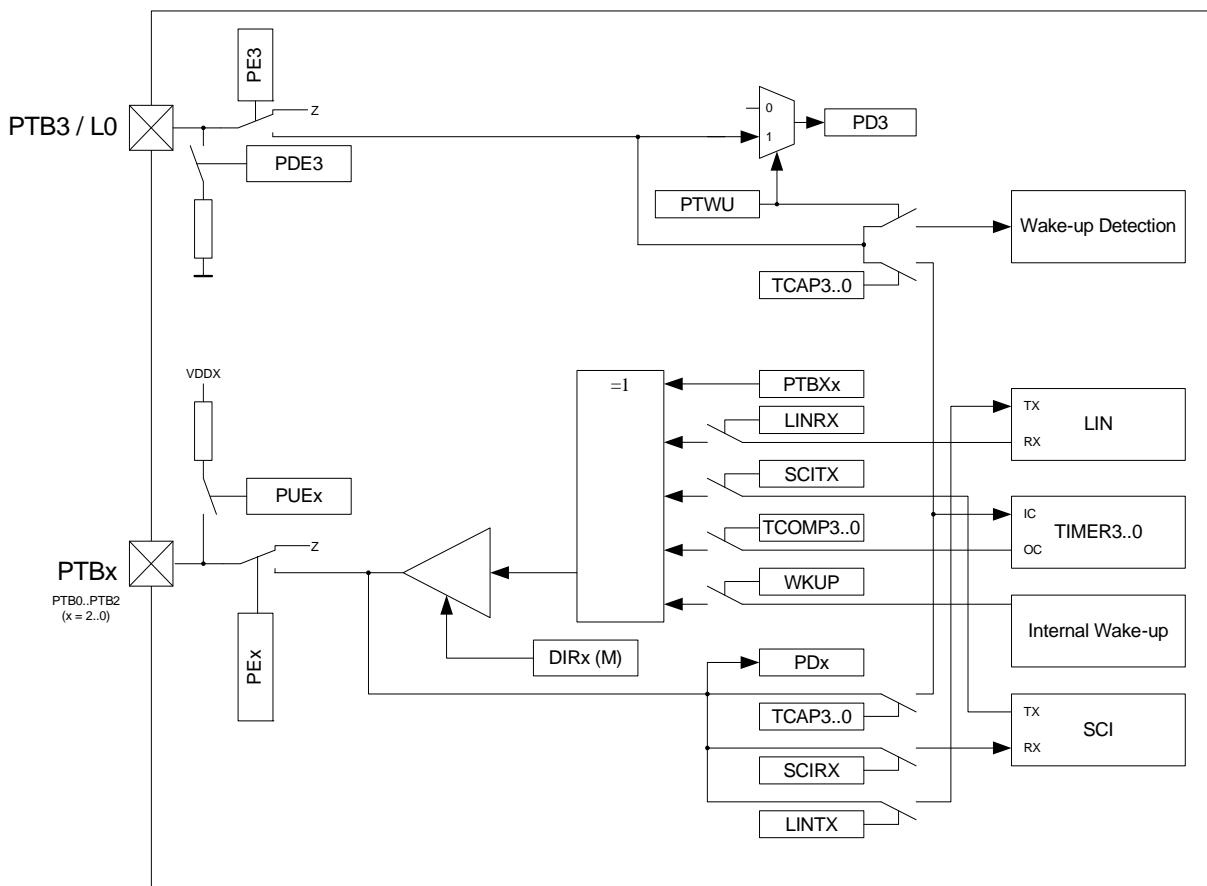 PE3
Z
PTB3 / L0
0
1
PD3
PDE3
PTWU
Wake-up Detection
TCAP3..0
VDDX
=1
PTBXx
LINRX
TX
RX
LIN
SCITX
PUEx
TCOMP3..0
IC
OC
TIMER3..0
Z
PTBx
PTB0..PTB2
(x = 2..0)
WKUP
Internal Wake-up
PEx
DIRx (M)
PDx
TCAP3..0
TX
RX
SCI
SCIRX
LINTX